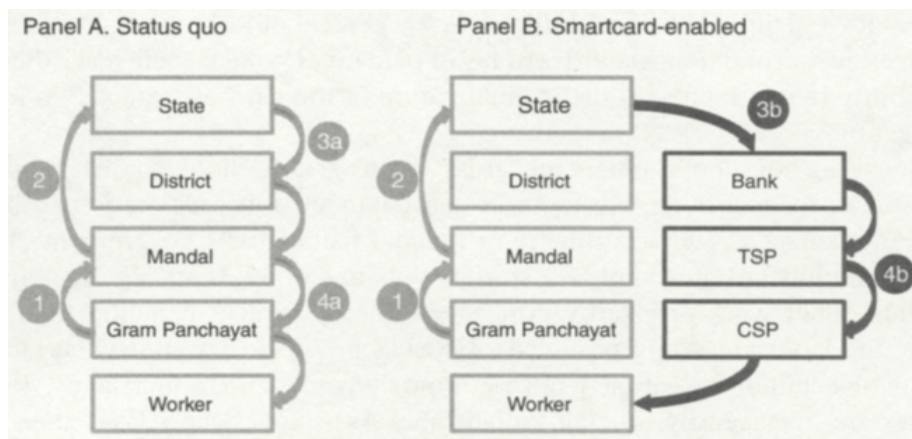 Panel A. Status quo
Panel B. Smartcard-enabled
State
3a
2
District
Mandal
1
4a
Gram Panchayat
Worker
State
3b
2
District
Bank
Mandal
TSP
1
4b
Gram Panchayat
CSP
Worker